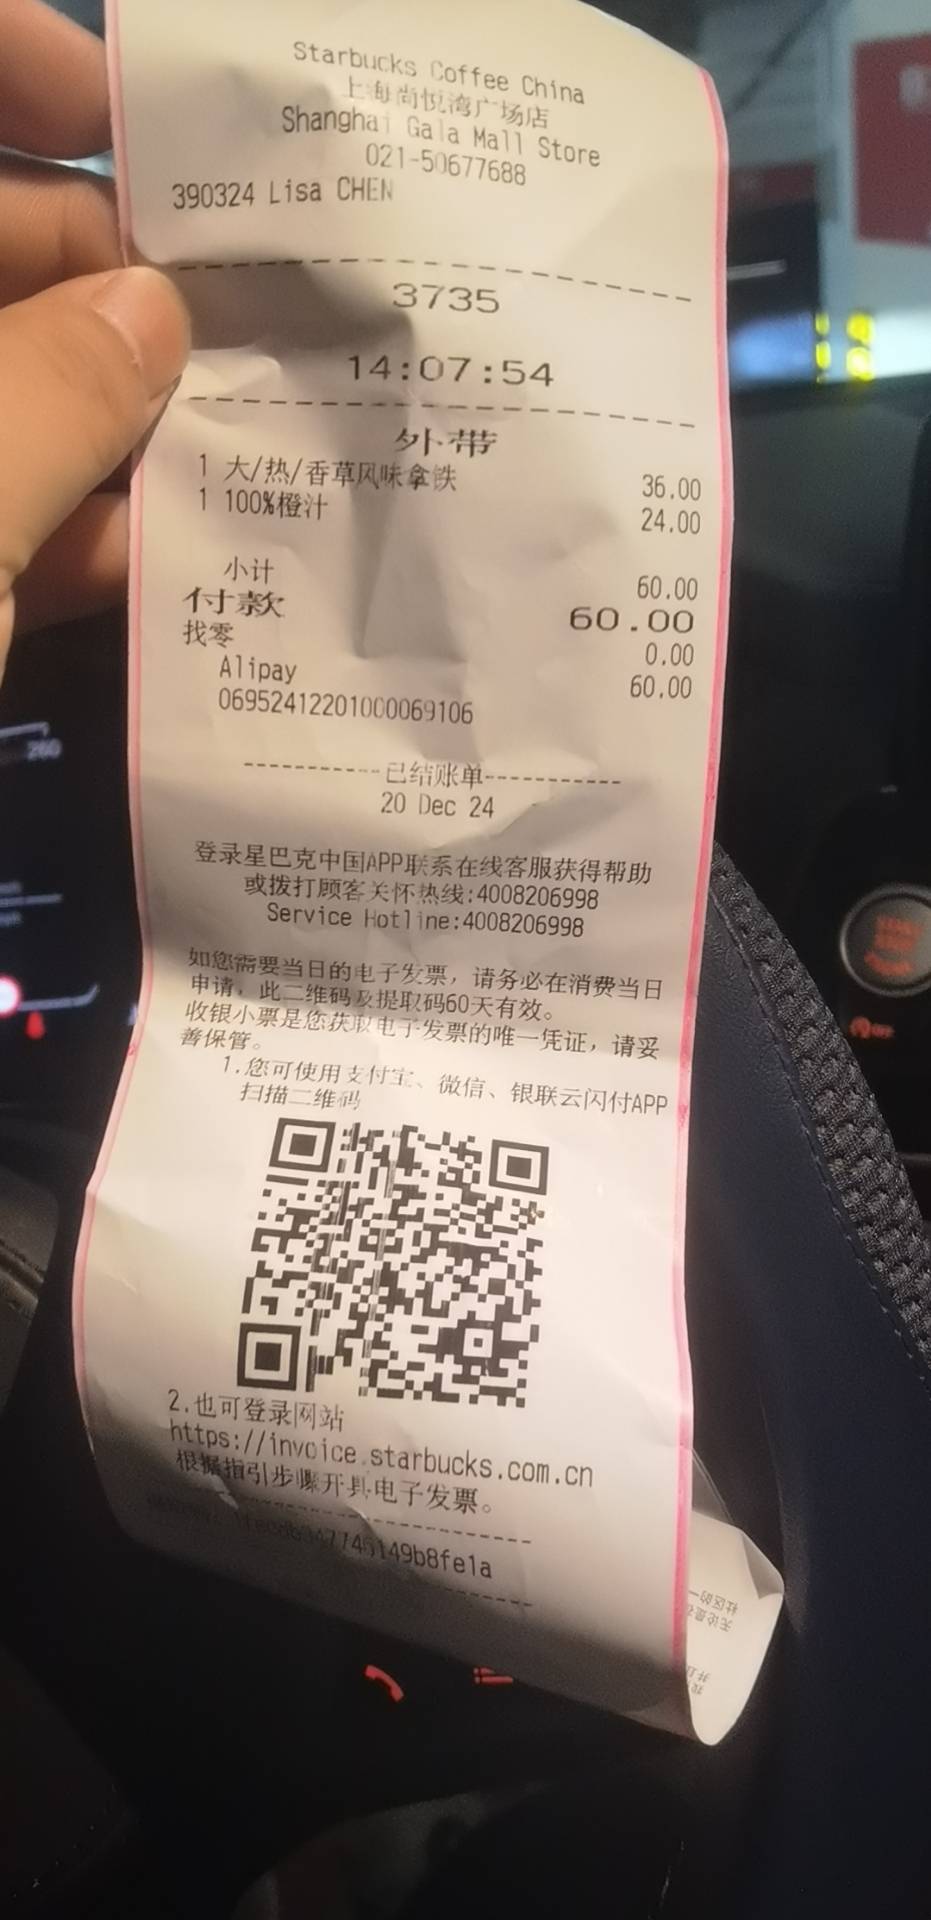 Starbucks Coffee China
上海尚悦湾广场店
Shanghai Gala Mall Store
021-50677688
390324 Lisa CHEN
3735
14:07:54
外带
1 大/热/香草风味拿铁 36.00
1 100%橙汁 24.00
小计 60.00
付款 60.00
找零 0.00
Alipay 60.00
06952412201000069106
-----------已结账单-----------
20 Dec 24
登录星巴克中国APP联系在线客服获得帮助
或拨打顾客关怀热线:4008206998
Service Hotline:4008206998
如您需要当日的电子发票，请务必在消费当日
申请，此二维码及提取码60天有效。
收银小票是您获取电子发票的唯一凭证，请妥
善保管。
1.您可使用支付宝、微信、银联云闪付APP
扫描二维码
2.也可登录网站
https://invoice.starbucks.com.cn
根据指引步骤开具电子发票。
260